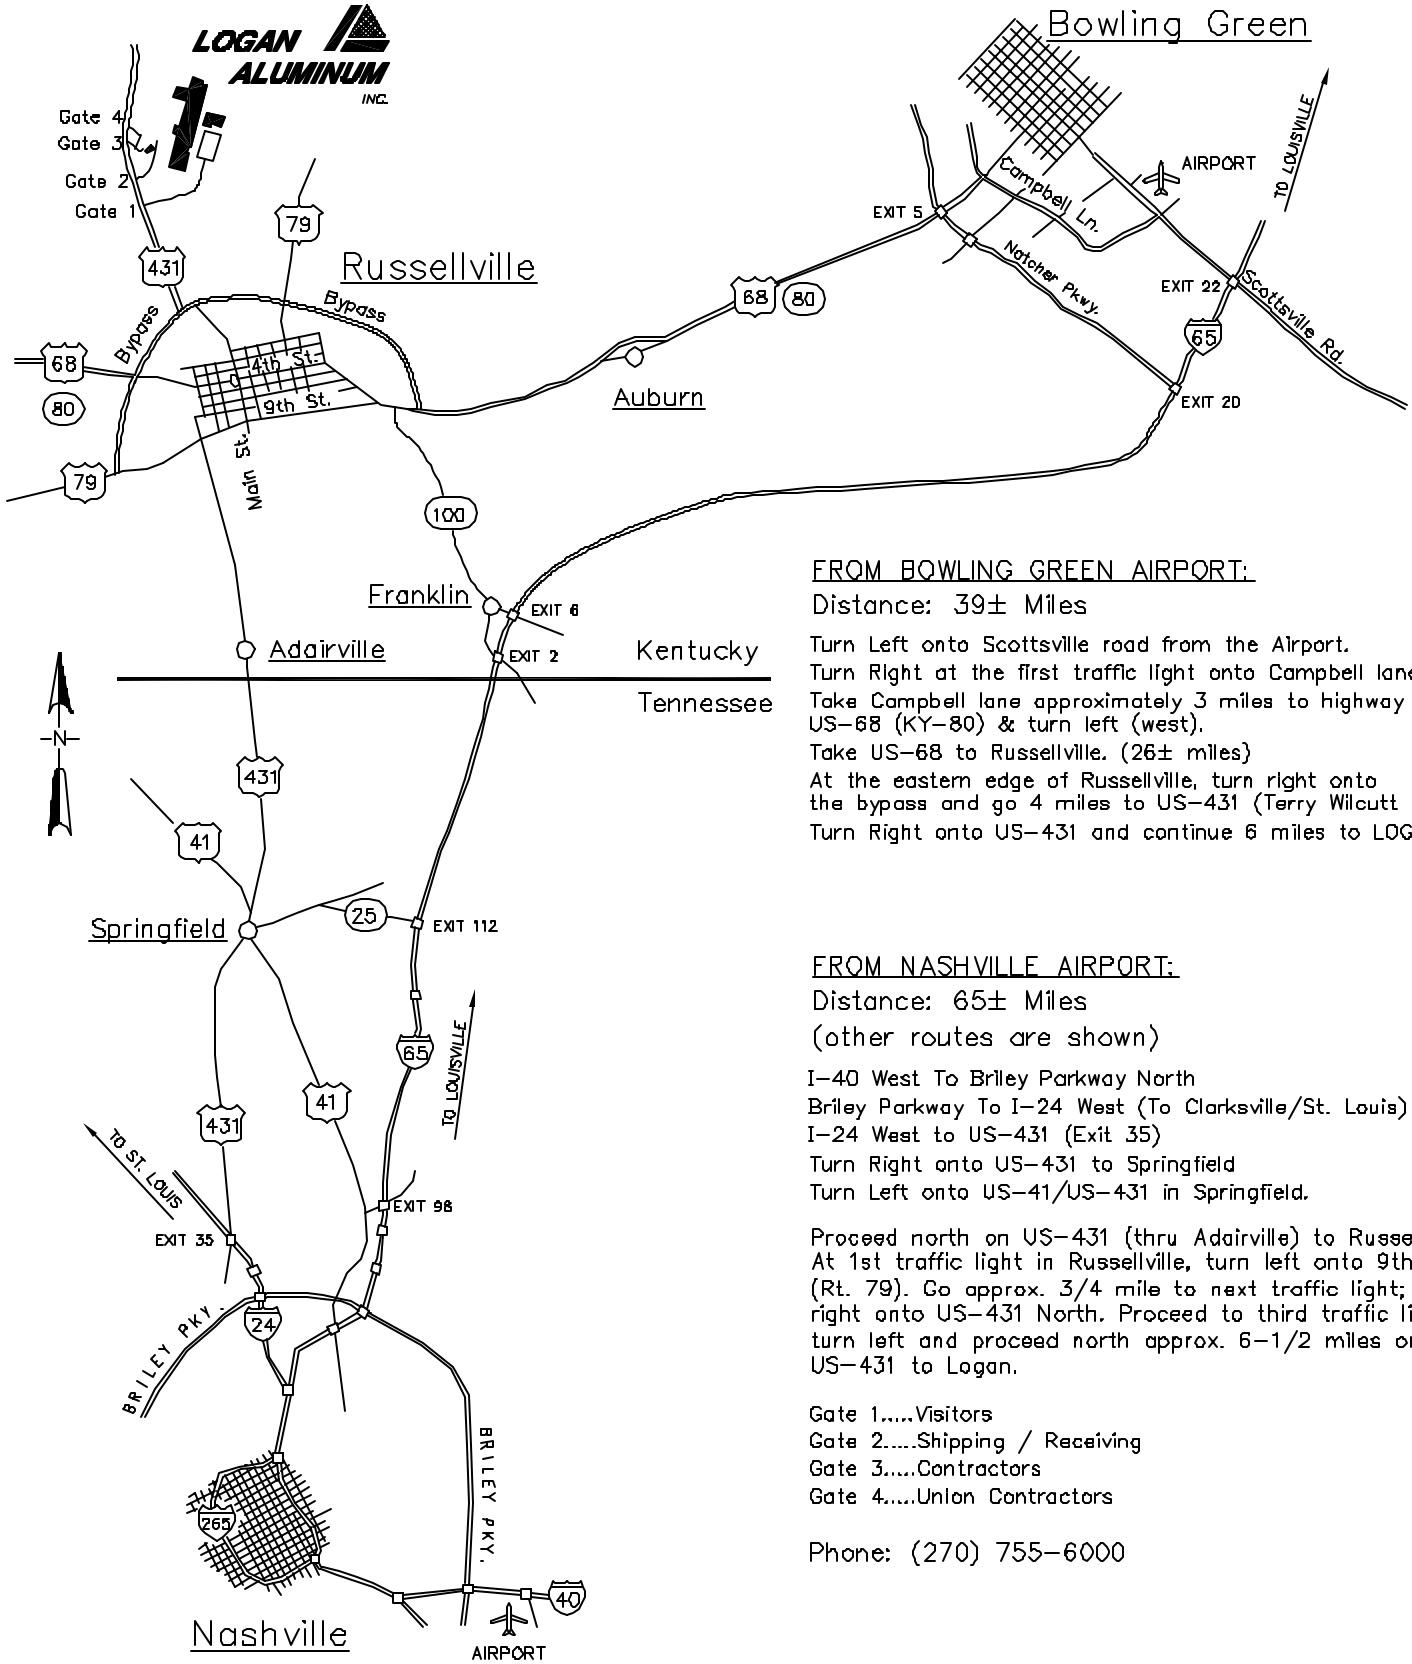 LOGAN
ALUMINUM
INC.
Bowling Green
Gate 4
Gate 3
Gate 2
Gate 1
431
79
Russellville
Bypass
Bypass
68
80
79
4th St.
9th St.
Main St.
100
Auburn
68
80
EXIT 5
Campbell Ln.
AIRPORT
TO LOUISVILLE
Natcher Pkwy.
EXIT 22
Scottsville Rd.
65
EXIT 20
Franklin
EXIT 6
EXIT 2
Adairville
Kentucky
Tennessee
N
431
41
Springfield
25
EXIT 112
65
TO LOUISVILLE
41
431
TO ST. LOUIS
EXIT 35
EXIT 98
24
BRILEY PKY.
BRILEY PKY.
265
40
Nashville
AIRPORT
FROM BOWLING GREEN AIRPORT:
Distance: 39± Miles
Turn Left onto Scottsville road from the Airport.
Turn Right at the first traffic light onto Campbell lane
Take Campbell lane approximately 3 miles to highway
US-68 (KY-80) & turn left (west).
Take US-68 to Russellville. (26± miles)
At the eastern edge of Russellville, turn right onto
the bypass and go 4 miles to US-431 (Terry Wilcutt
Turn Right onto US-431 and continue 6 miles to LOG
FROM NASHVILLE AIRPORT:
Distance: 65± Miles
(other routes are shown)
I-40 West To Briley Parkway North
Briley Parkway To I-24 West (To Clarksville/St. Louis)
I-24 West to US-431 (Exit 35)
Turn Right onto US-431 to Springfield
Turn Left onto US-41/US-431 in Springfield.
Proceed north on US-431 (thru Adairville) to Russe
At 1st traffic light in Russellville, turn left onto 9th
(Rt. 79). Go approx. 3/4 mile to next traffic light;
right onto US-431 North. Proceed to third traffic li
turn left and proceed north approx. 6-1/2 miles on
US-431 to Logan.
Gate 1.....Visitors
Gate 2.....Shipping / Receiving
Gate 3.....Contractors
Gate 4.....Union Contractors
Phone: (270) 755-6000